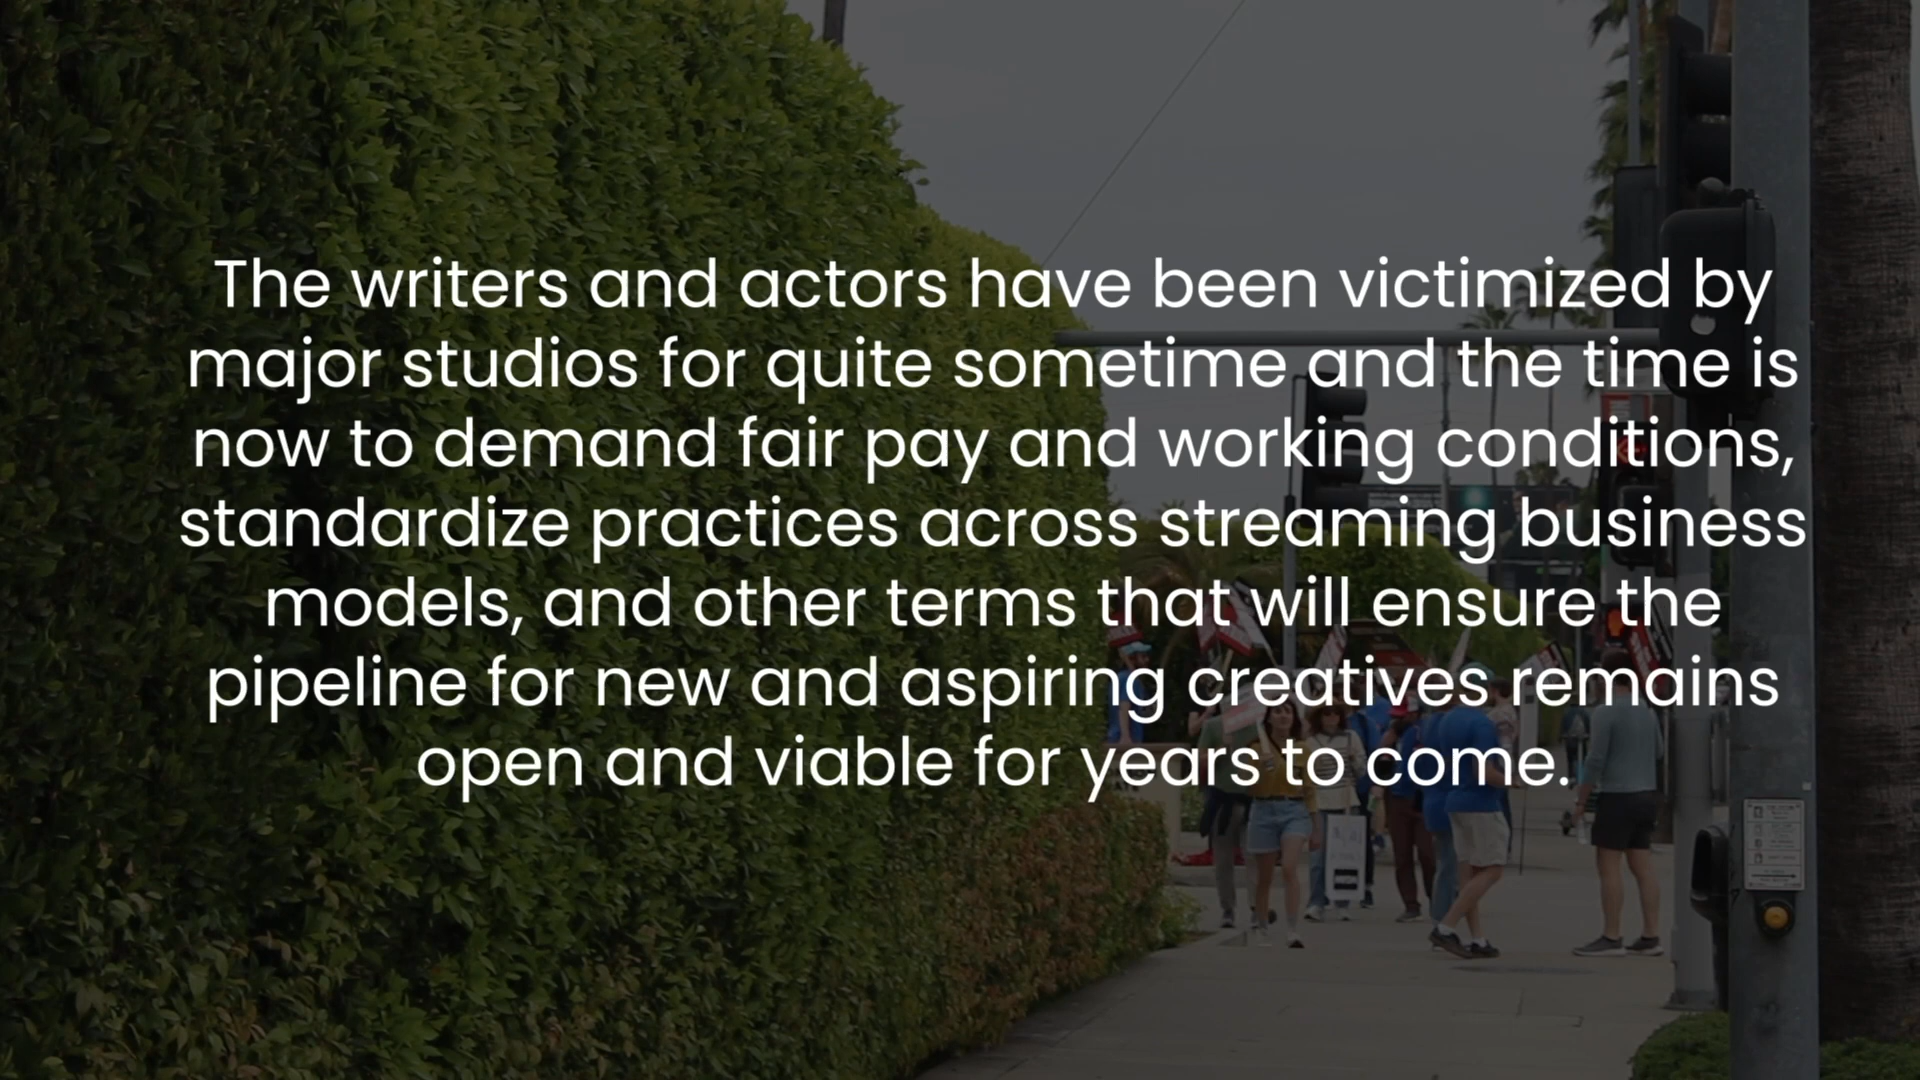 The writers and actors have been victimized by
major studios for quite sometime and the time is
now to demand fair pay and working conditions,
standardize practices across streaming business
models, and other terms that will ensure the
pipeline for new and aspiring creatives remains
open and viable for years to come.